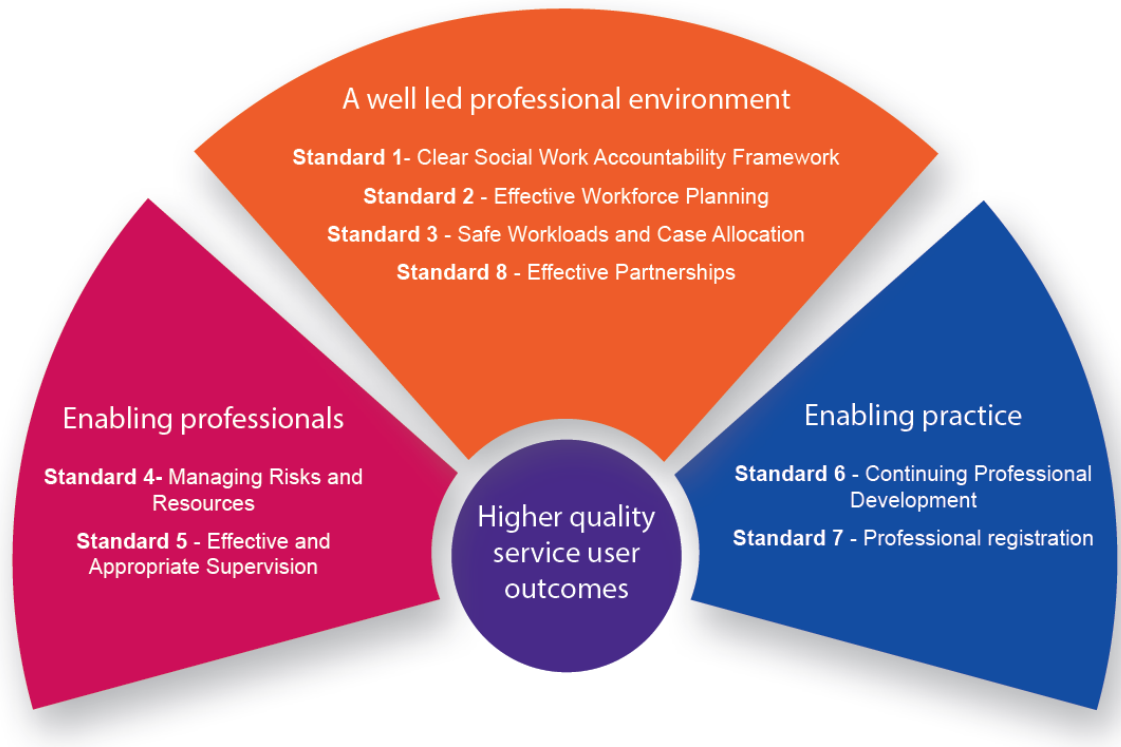 A well led professional environment
Standard 1- Clear Social Work Accountability Framework
Standard 2 - Effective Workforce Planning
Standard 3 - Safe Workloads and Case Allocation
Standard 8 - Effective Partnerships
Enabling professionals
Standard 4- Managing Risks and
Resources
Standard 5 - Effective and
Appropriate Supervision
Higher quality
service user
outcomes
Enabling practice
Standard 6 - Continuing Professional
Development
Standard 7 - Professional registration